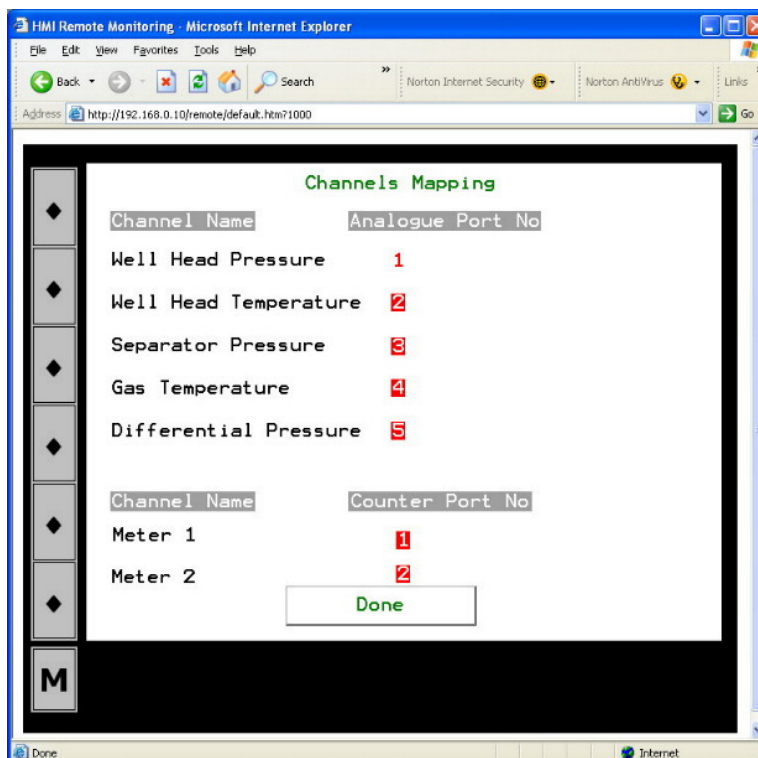 HMI Remote Monitoring - Microsoft Internet Explorer
File Edit View Favorites Tools Help
Back Search » Norton Internet Security Norton AntiVirus Links »
Address http://192.168.0.10/remote/default.htm?1000 Go
Channels Mapping
Channel Name Analogue Port No
Well Head Pressure 1
Well Head Temperature 2
Separator Pressure 3
Gas Temperature 4
Differential Pressure 5
Channel Name Counter Port No
Meter 1 1
Meter 2 2
Done
M
Done Internet